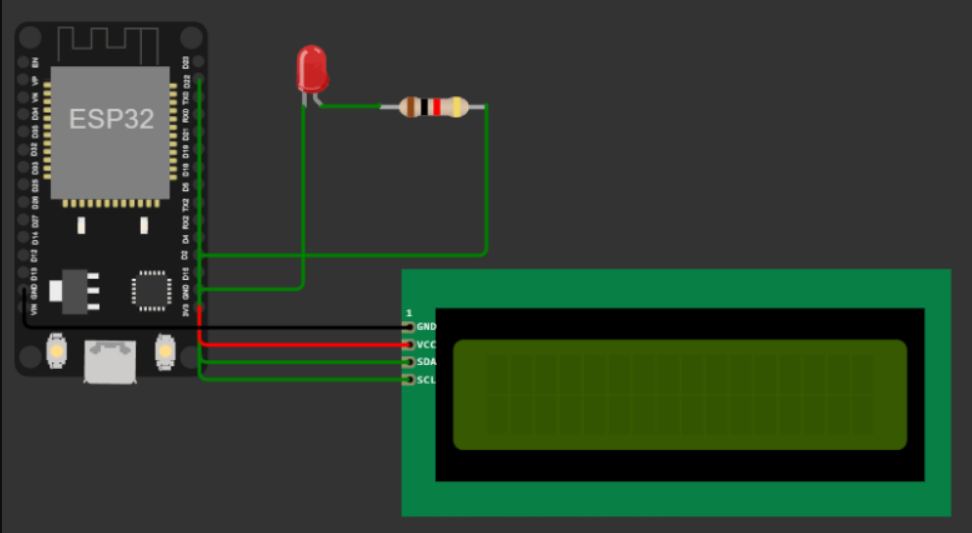 EN
VP
VN
D34
D35
D32
D33
D25
D26
D27
D14
D12
D13
GND
VIN
ESP32
D23
D22
TX0
RX0
D21
D19
D18
D5
TX2
RX2
D4
D2
D15
GND
3V3
1
GND
VCC
SDA
SCL